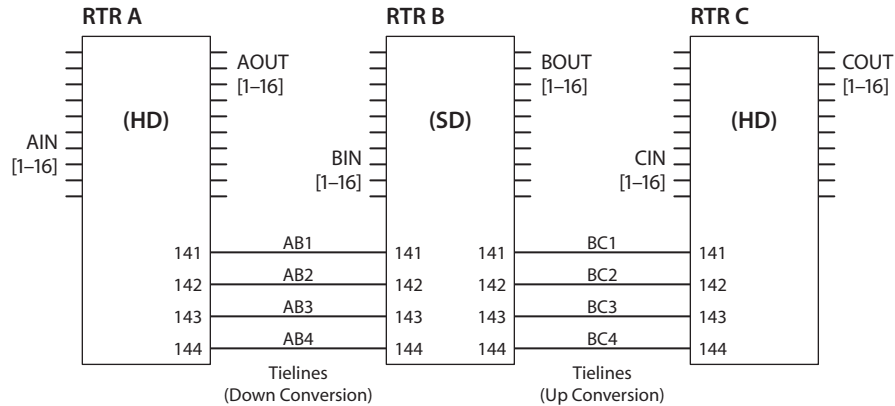 RTR A
RTR B
RTR C
AOUT
[1–16]
BOUT
[1–16]
COUT
[1–16]
(HD)
(SD)
(HD)
AIN
[1–16]
BIN
[1–16]
CIN
[1–16]
141 AB1 141 141 BC1 141
142 AB2 142 142 BC2 142
143 AB3 143 143 BC3 143
144 AB4 144 144 BC4 144
Tielines
(Down Conversion)
Tielines
(Up Conversion)